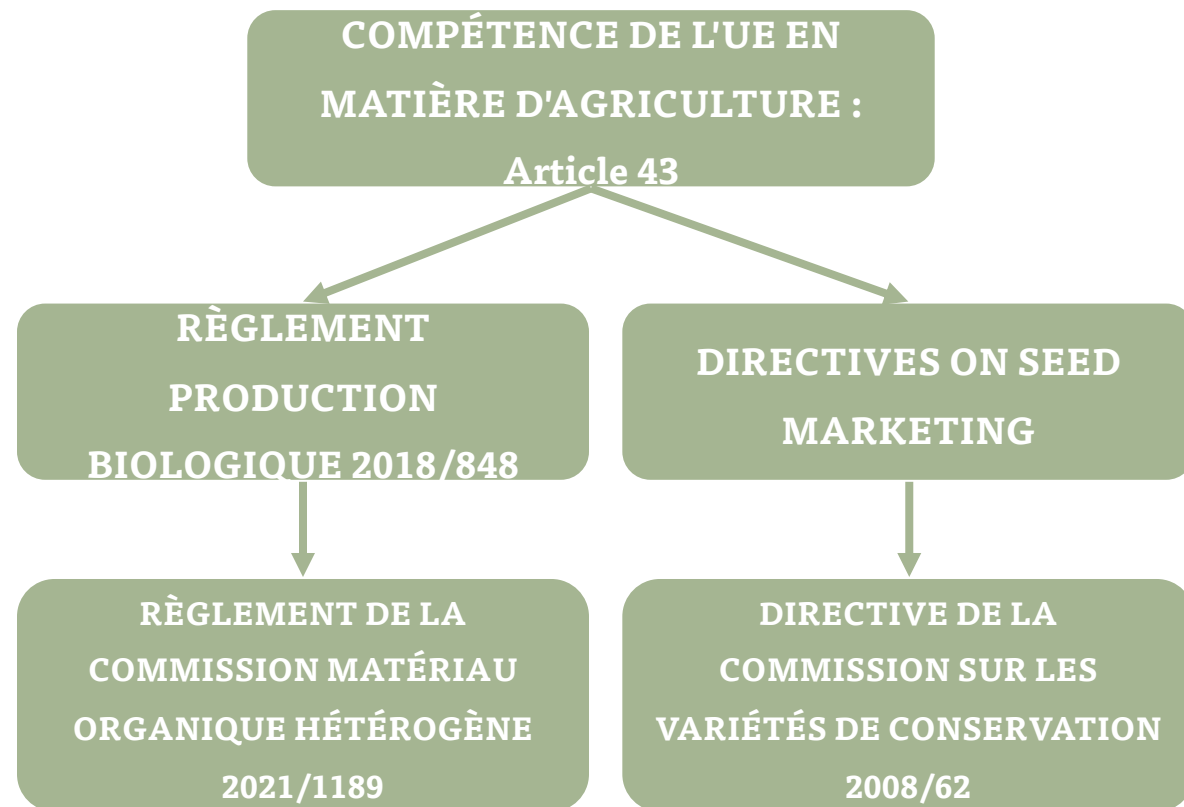 COMPÉTENCE DE L'UE EN
MATIÈRE D'AGRICULTURE :
Article 43
RÈGLEMENT
PRODUCTION
BIOLOGIQUE 2018/848
DIRECTIVES ON SEED
MARKETING
RÈGLEMENT DE LA
COMMISSION MATÉRIAU
ORGANIQUE HÉTÉROGÈNE
2021/1189
DIRECTIVE DE LA
COMMISSION SUR LES
VARIÉTÉS DE CONSERVATION
2008/62